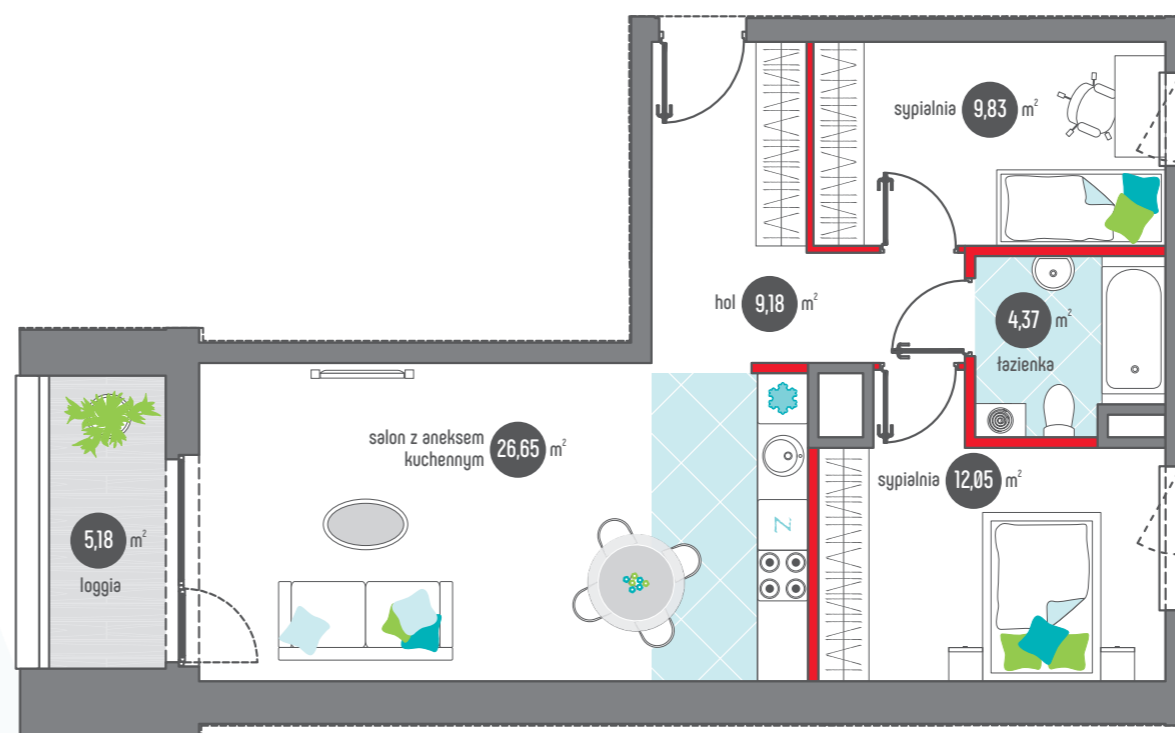 sypialnia 9,83 m²
hol 9,18 m²
4,37 m²
łazienka
salon z aneksem
kuchennym 26,65 m²
sypialnia 12,05 m²
5,18 m²
loggia
Z